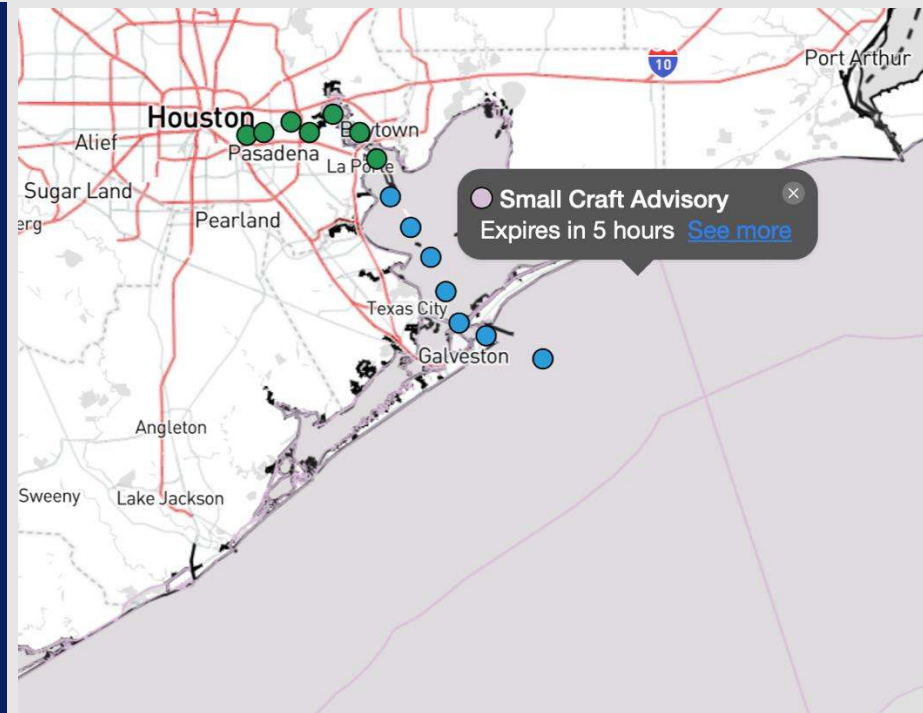 10
Port Arthur
Houston
Baytown
Alief
Pasadena
La Porte
Sugar Land
erg
Pearland
Small Craft Advisory
Expires in 5 hours See more
Texas City
Galveston
Angleton
Sweeny
Lake Jackson